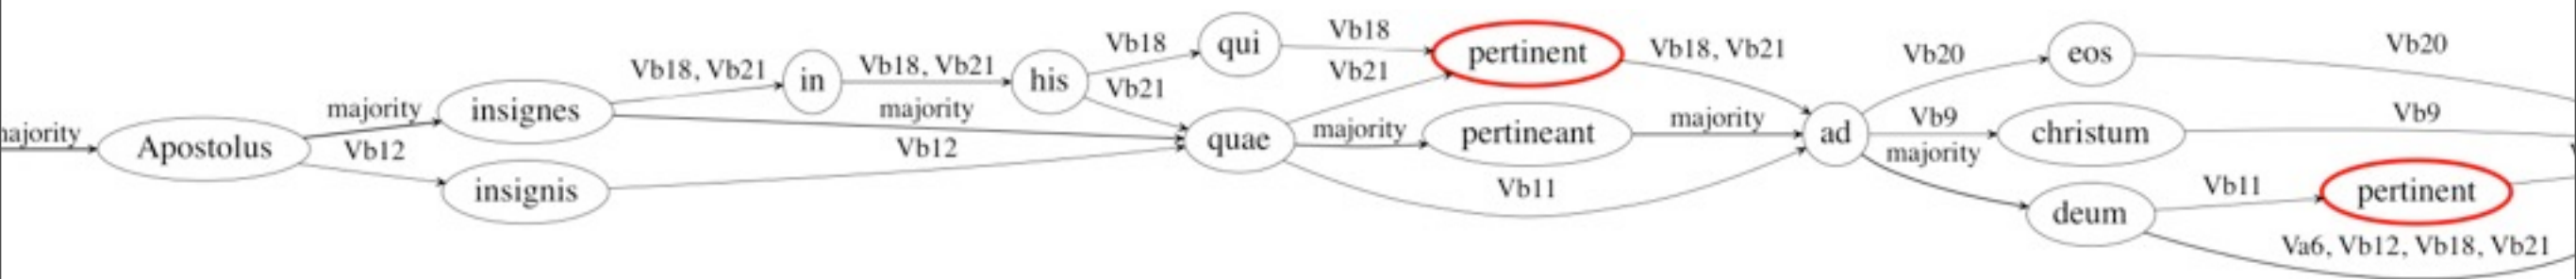 majority
Apostolus
majority
Vb12
insignes
insignis
Vb18, Vb21
in
Vb18, Vb21
his
majority
Vb12
Vb18
Vb21
qui
quae
Vb18
Vb21
majority
Vb11
pertinent
pertineant
Vb18, Vb21
majority
ad
Vb20
Vb9
majority
eos
christum
deum
Vb20
Vb9
Vb11
pertinent
Va6, Vb12, Vb18, Vb21